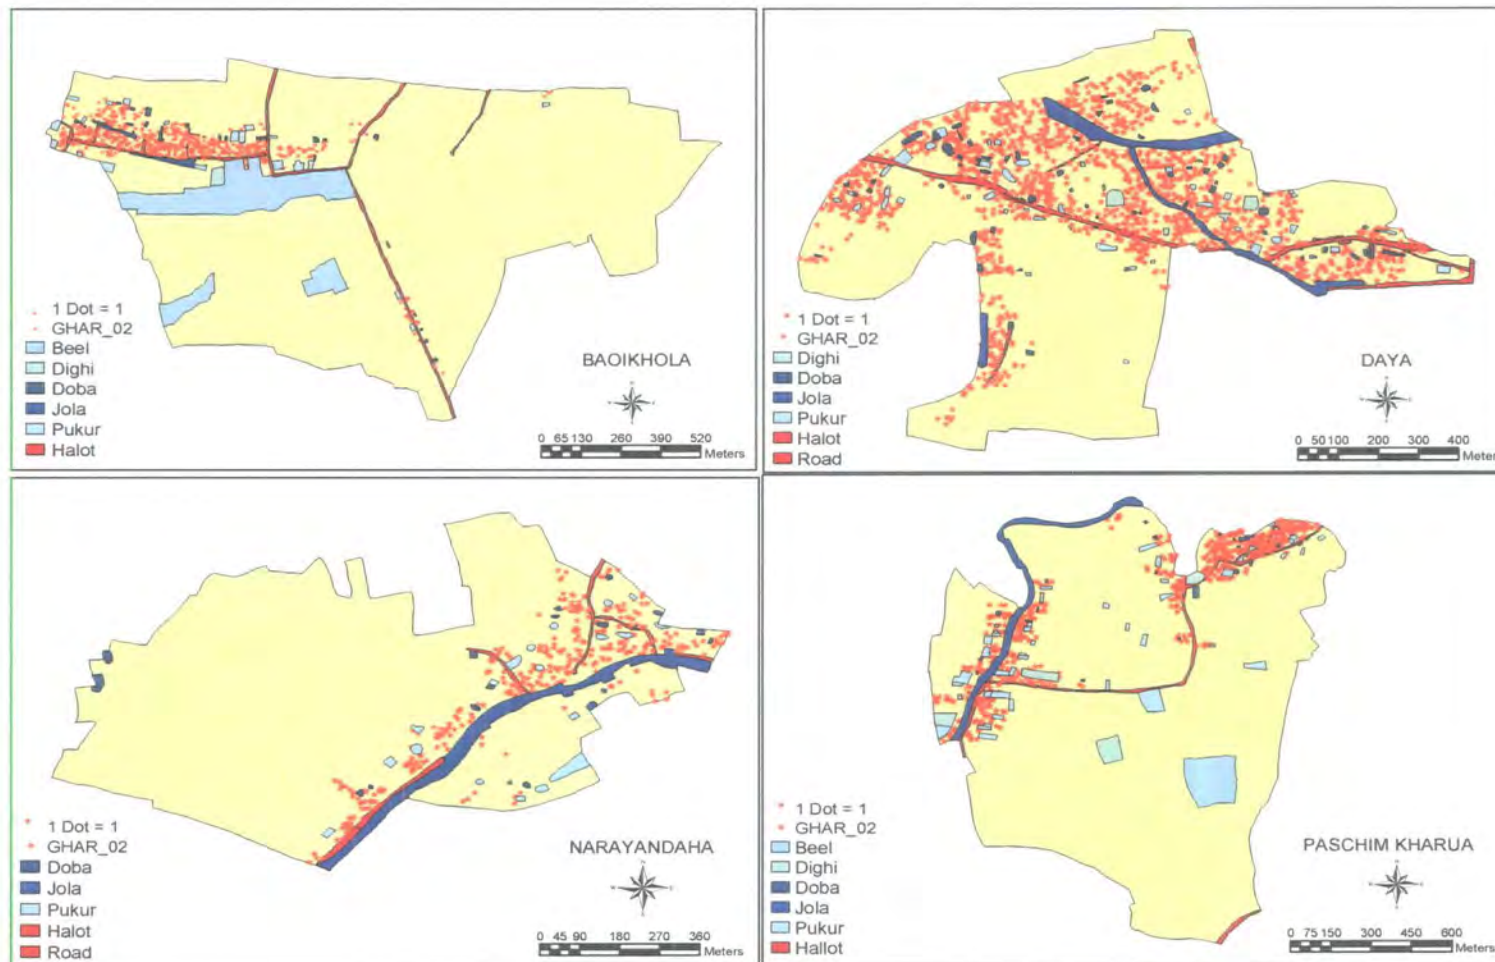 1 Dot = 1
GHAR_02
Beel
Dighi
Doba
Jola
Pukur
Halot
BAOIKHOLA
0 65 130 260 390 520
Meters
1 Dot = 1
GHAR_02
Dighi
Doba
Jola
Pukur
Halot
Road
DAYA
0 50 100 200 300 400
Meter
1 Dot = 1
GHAR_02
Doba
Jola
Pukur
Halot
Road
NARAYANDAHA
0 45 90 180 270 360
Meters
1 Dot = 1
GHAR_02
Beel
Dighi
Doba
Jola
Pukur
Hallot
PASCHIM KHARUA
0 75 150 300 450 600
Meters